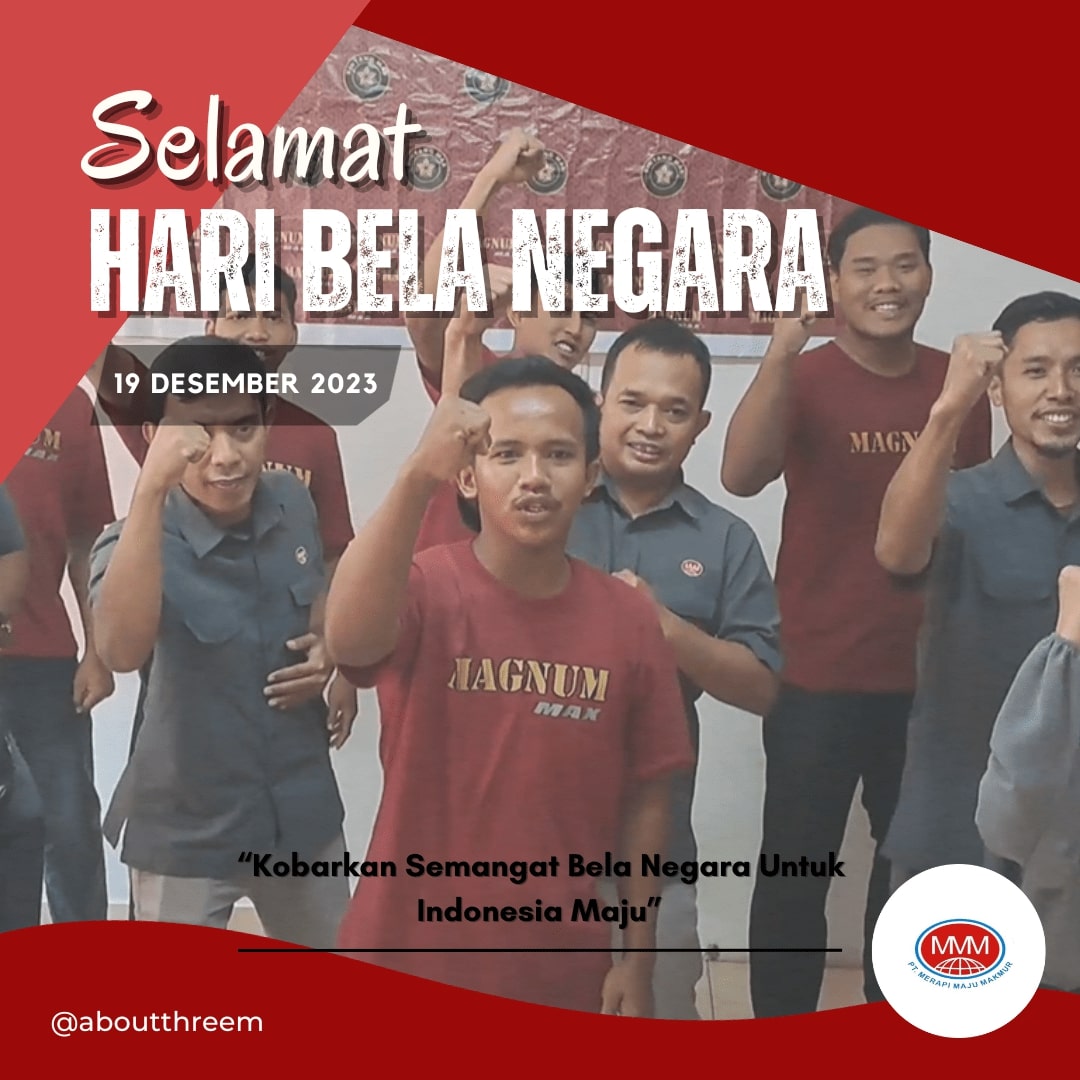 Selamat
HARI BELA NEGARA
19 DESEMBER 2023
MAGNUM
MAX
“Kobarkan Semangat Bela Negara Untuk
Indonesia Maju”
MMM
PT. MERAPI MAJU MAKMUR
@aboutthreem